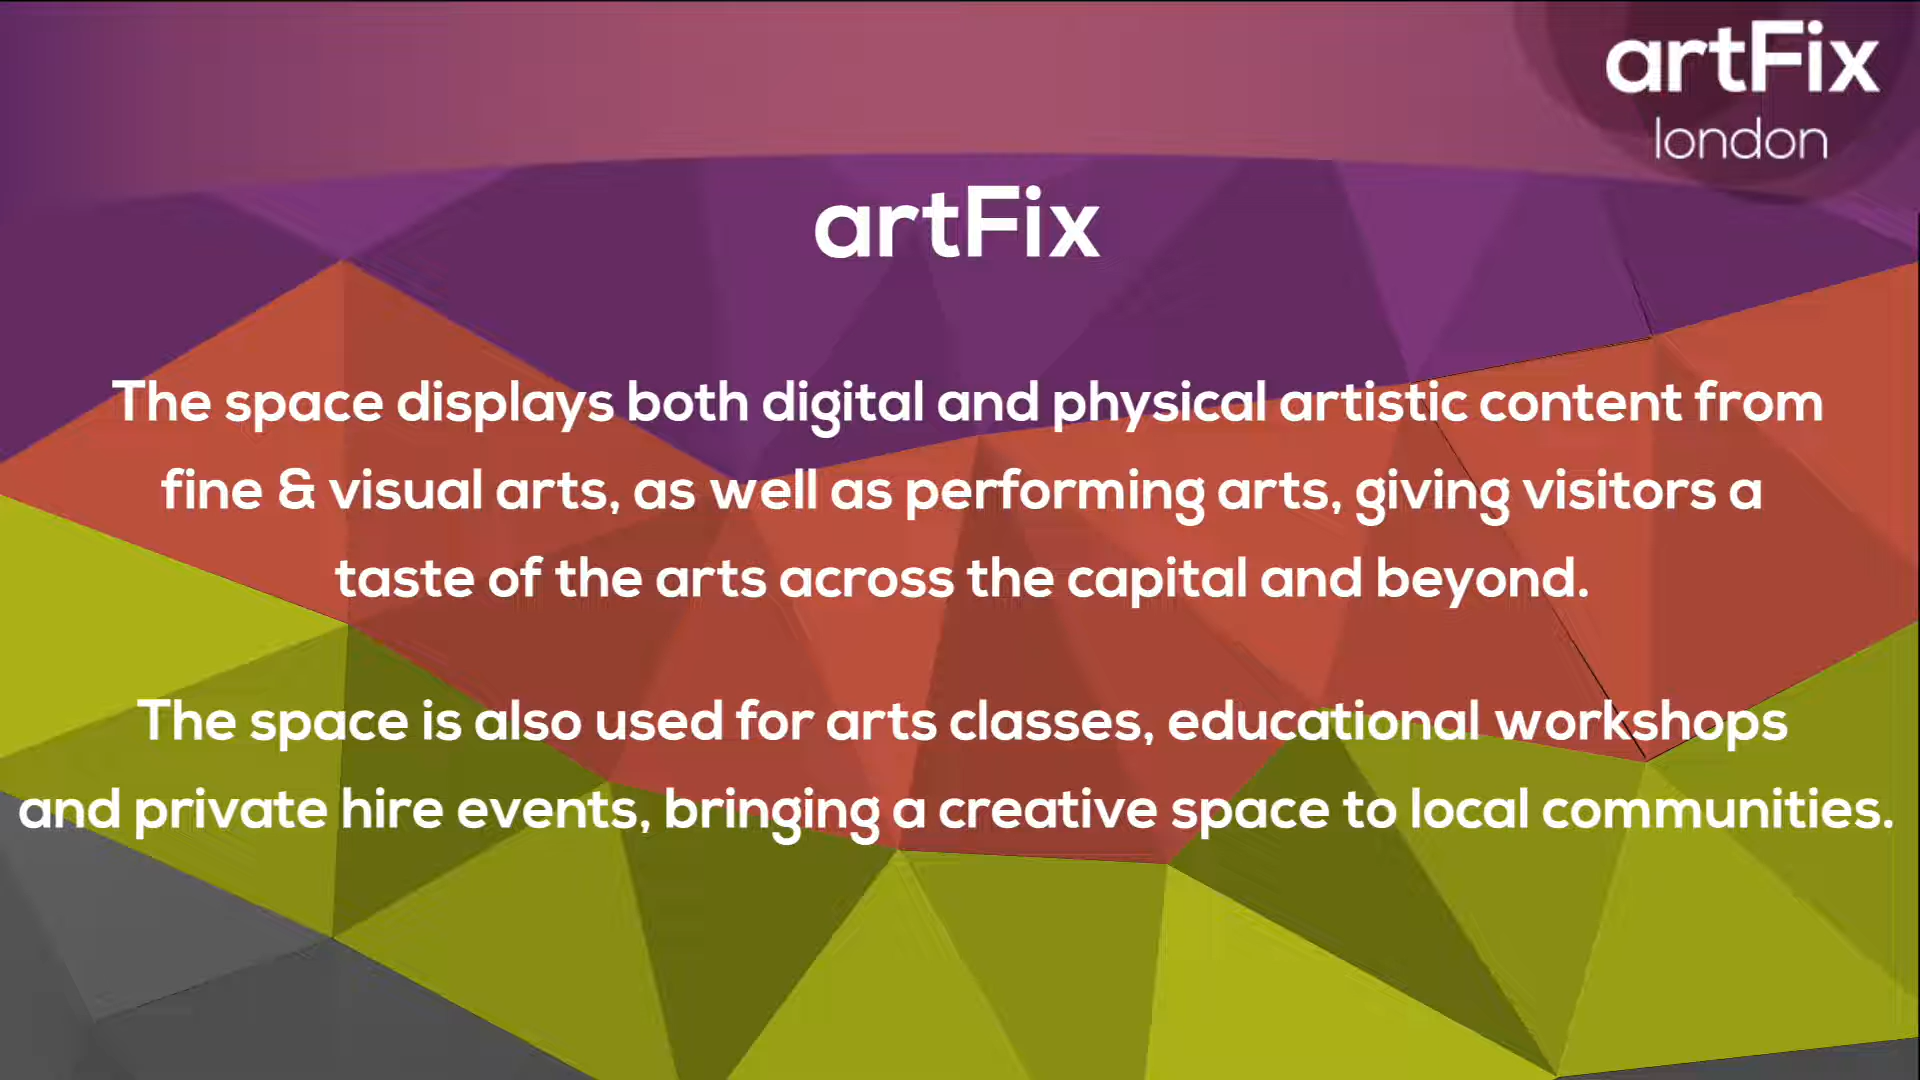 artFix
london
artFix
The space displays both digital and physical artistic content from
fine & visual arts, as well as performing arts, giving visitors a
taste of the arts across the capital and beyond.
The space is also used for arts classes, educational workshops
and private hire events, bringing a creative space to local communities.